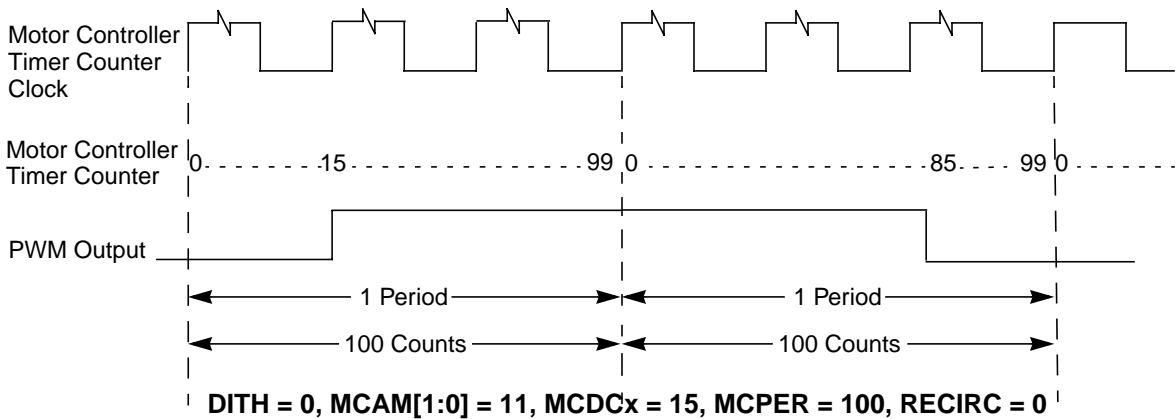 Motor Controller
Timer Counter
Clock
Motor Controller
Timer Counter
0 15 99 0 85 99 0
PWM Output
1 Period 1 Period
100 Counts 100 Counts
DITH = 0, MCAM[1:0] = 11, MCDCx = 15, MCPER = 100, RECIRC = 0